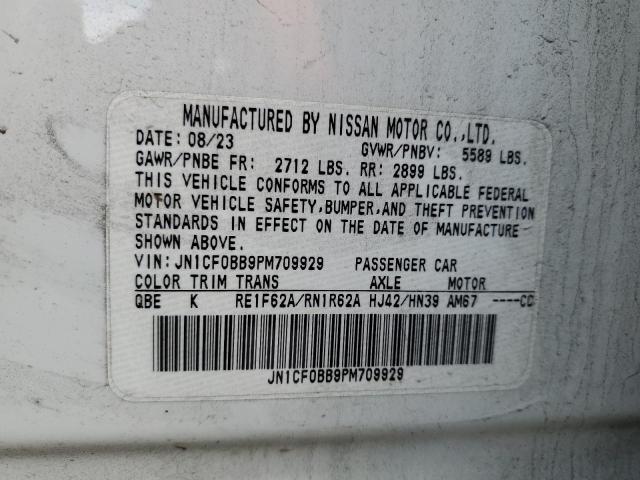 MANUFACTURED BY NISSAN MOTOR CO.,LTD.
DATE: 08/23 GVWR/PNBV: 5589 LBS.
GAWR/PNBE FR: 2712 LBS. RR: 2899 LBS.
THIS VEHICLE CONFORMS TO ALL APPLICABLE FEDERAL
MOTOR VEHICLE SAFETY,BUMPER,AND THEFT PREVENTION
STANDARDS IN EFFECT ON THE DATE OF MANUFACTURE
SHOWN ABOVE.
VIN:JN1CF0BB9PM709929 PASSENGER CAR
COLOR TRIM TRANS AXLE MOTOR
QBE K RE1F62A/RN1R62A HJ42/HN39 AM67 ----CC
JN1CF0BB9PM709929